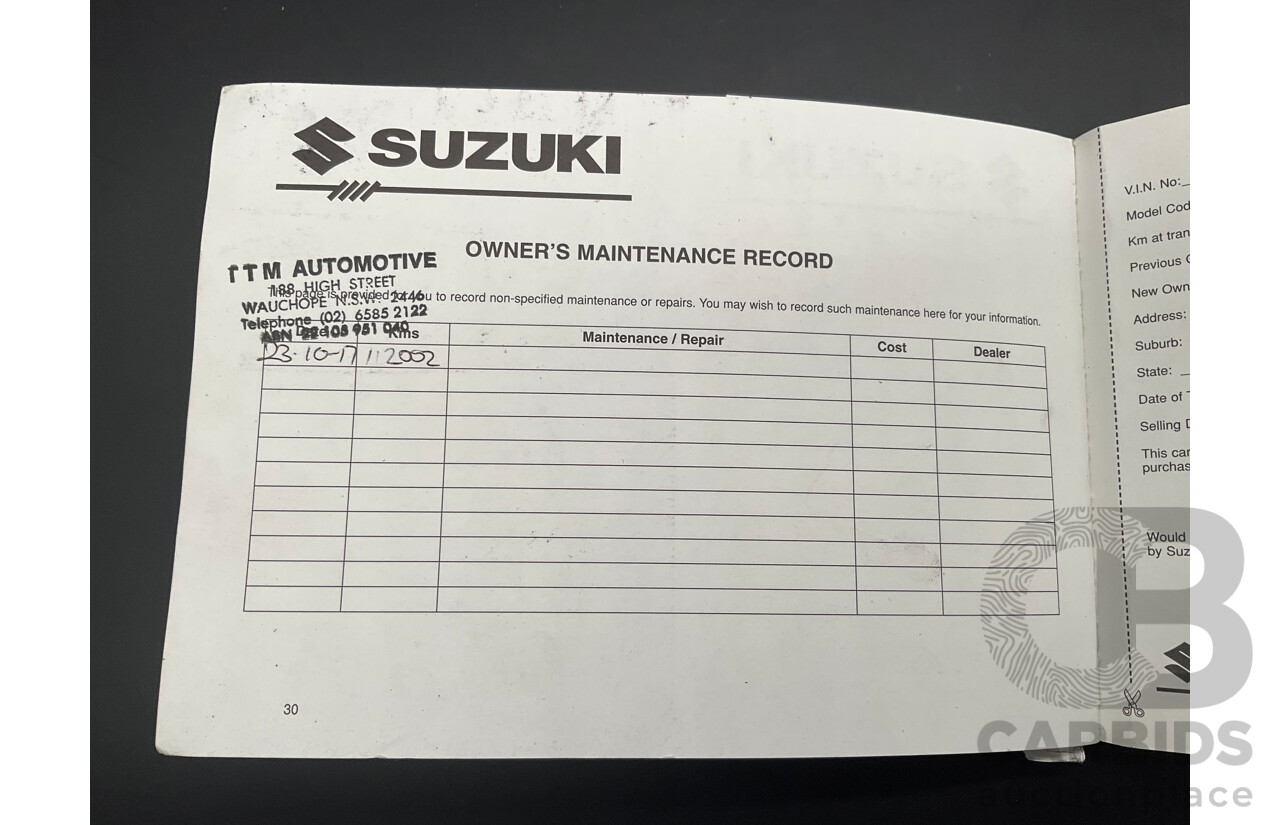 SUZUKI
OWNER'S MAINTENANCE RECORD
TTM AUTOMOTIVE
188 HIGH STREET
WAUCHOPE N.S.W. 2446
Telephone (02) 6585 2122
ABN 22 103 951 040
This page is provided for you to record non-specified maintenance or repairs. You may wish to record such maintenance here for your information.
Date Kms Maintenance / Repair Cost Dealer
23-10-17 112002
30
V.I.N. No:
Model Cod
Km at tran
Previous
New Own
Address:
Suburb:
State:
Date of
Selling
This car
purchas
Would
by Suz
CARBIDS
auctionplace